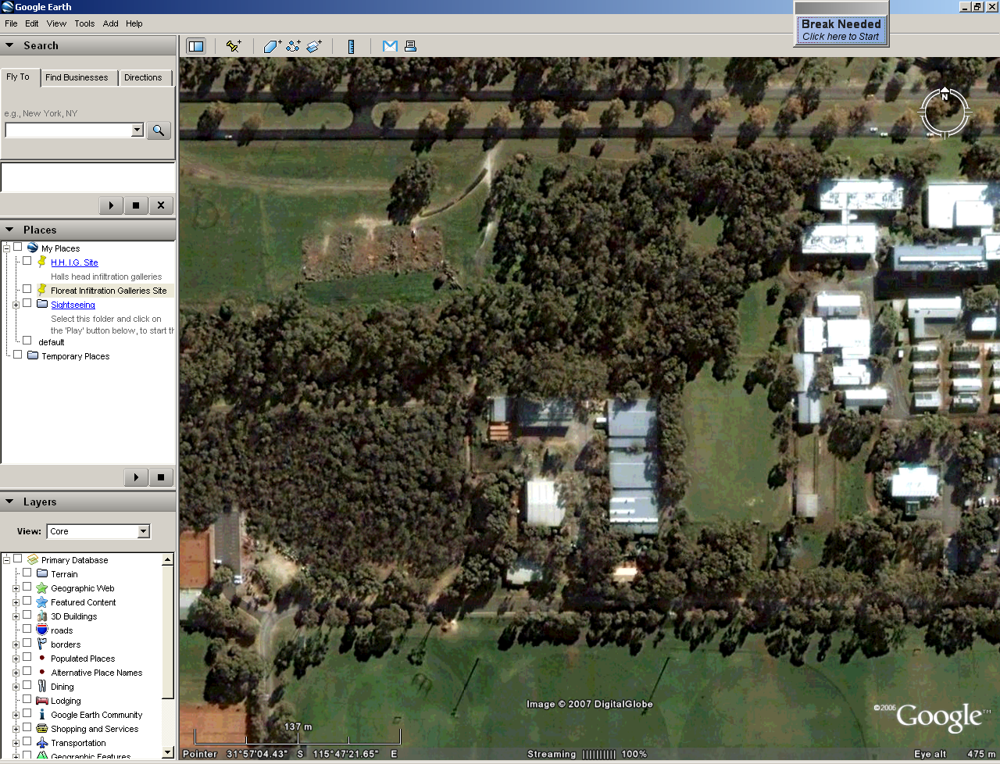 Google Earth
Break Needed
Click here to Start
File Edit View Tools Add Help
Search
Fly To Find Businesses Directions
e.g., New York, NY
Places
My Places
H.H. I.G. Site
Halls head infiltration galleries
Floreat Infiltration Galleries Site
Sightseeing
Select this folder and click on
the 'Play' button below, to start th
default
Temporary Places
Layers
View: Core
Primary Database
Terrain
Geographic Web
Featured Content
3D Buildings
roads
borders
Populated Places
Alternative Place Names
Dining
Lodging
Google Earth Community
Shopping and Services
Transportation
Geographic Features
N
Image © 2007 DigitalGlobe
©2006 Google™
137 m
Pointer 31°57'04.43" S 115°47'21.65" E Streaming |||||||||| 100% Eye alt 475 m